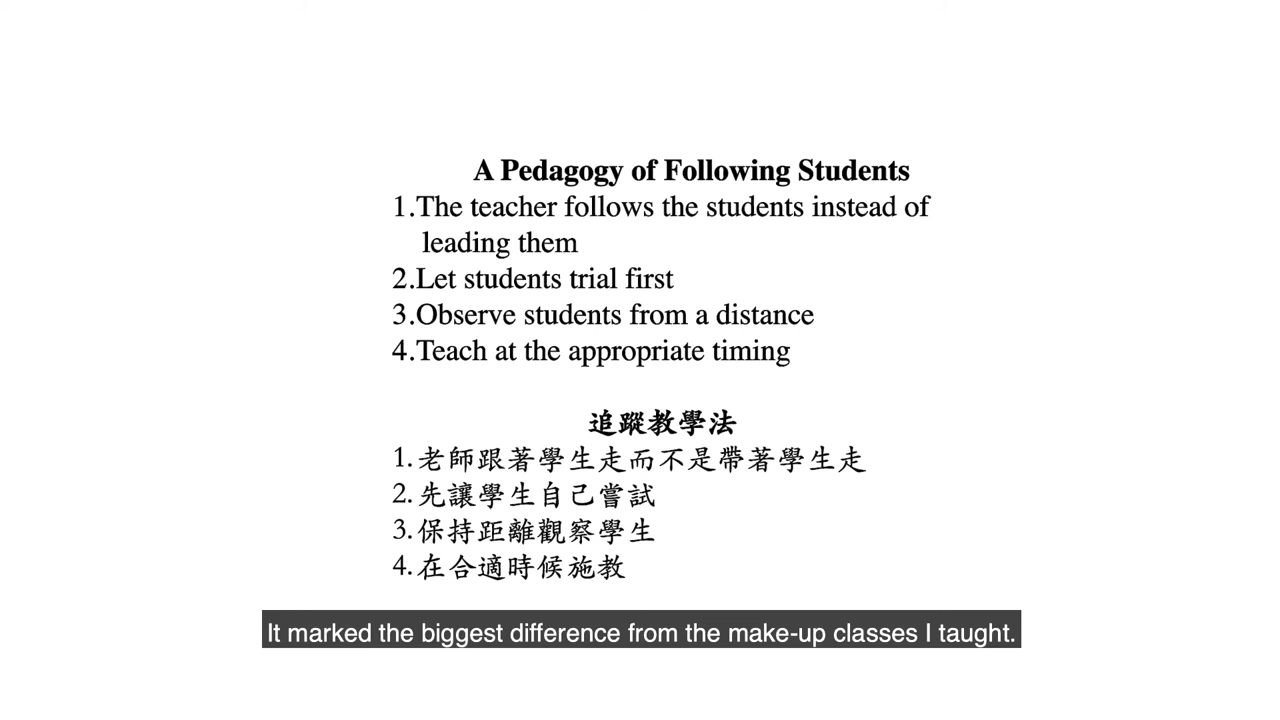 A Pedagogy of Following Students
1.The teacher follows the students instead of
leading them
2.Let students trial first
3.Observe students from a distance
4.Teach at the appropriate timing
追蹤教學法
1.老師跟著學生走而不是帶著學生走
2.先讓學生自己嘗試
3.保持距離觀察學生
4.在合適時候施教
It marked the biggest difference from the make-up classes I taught.